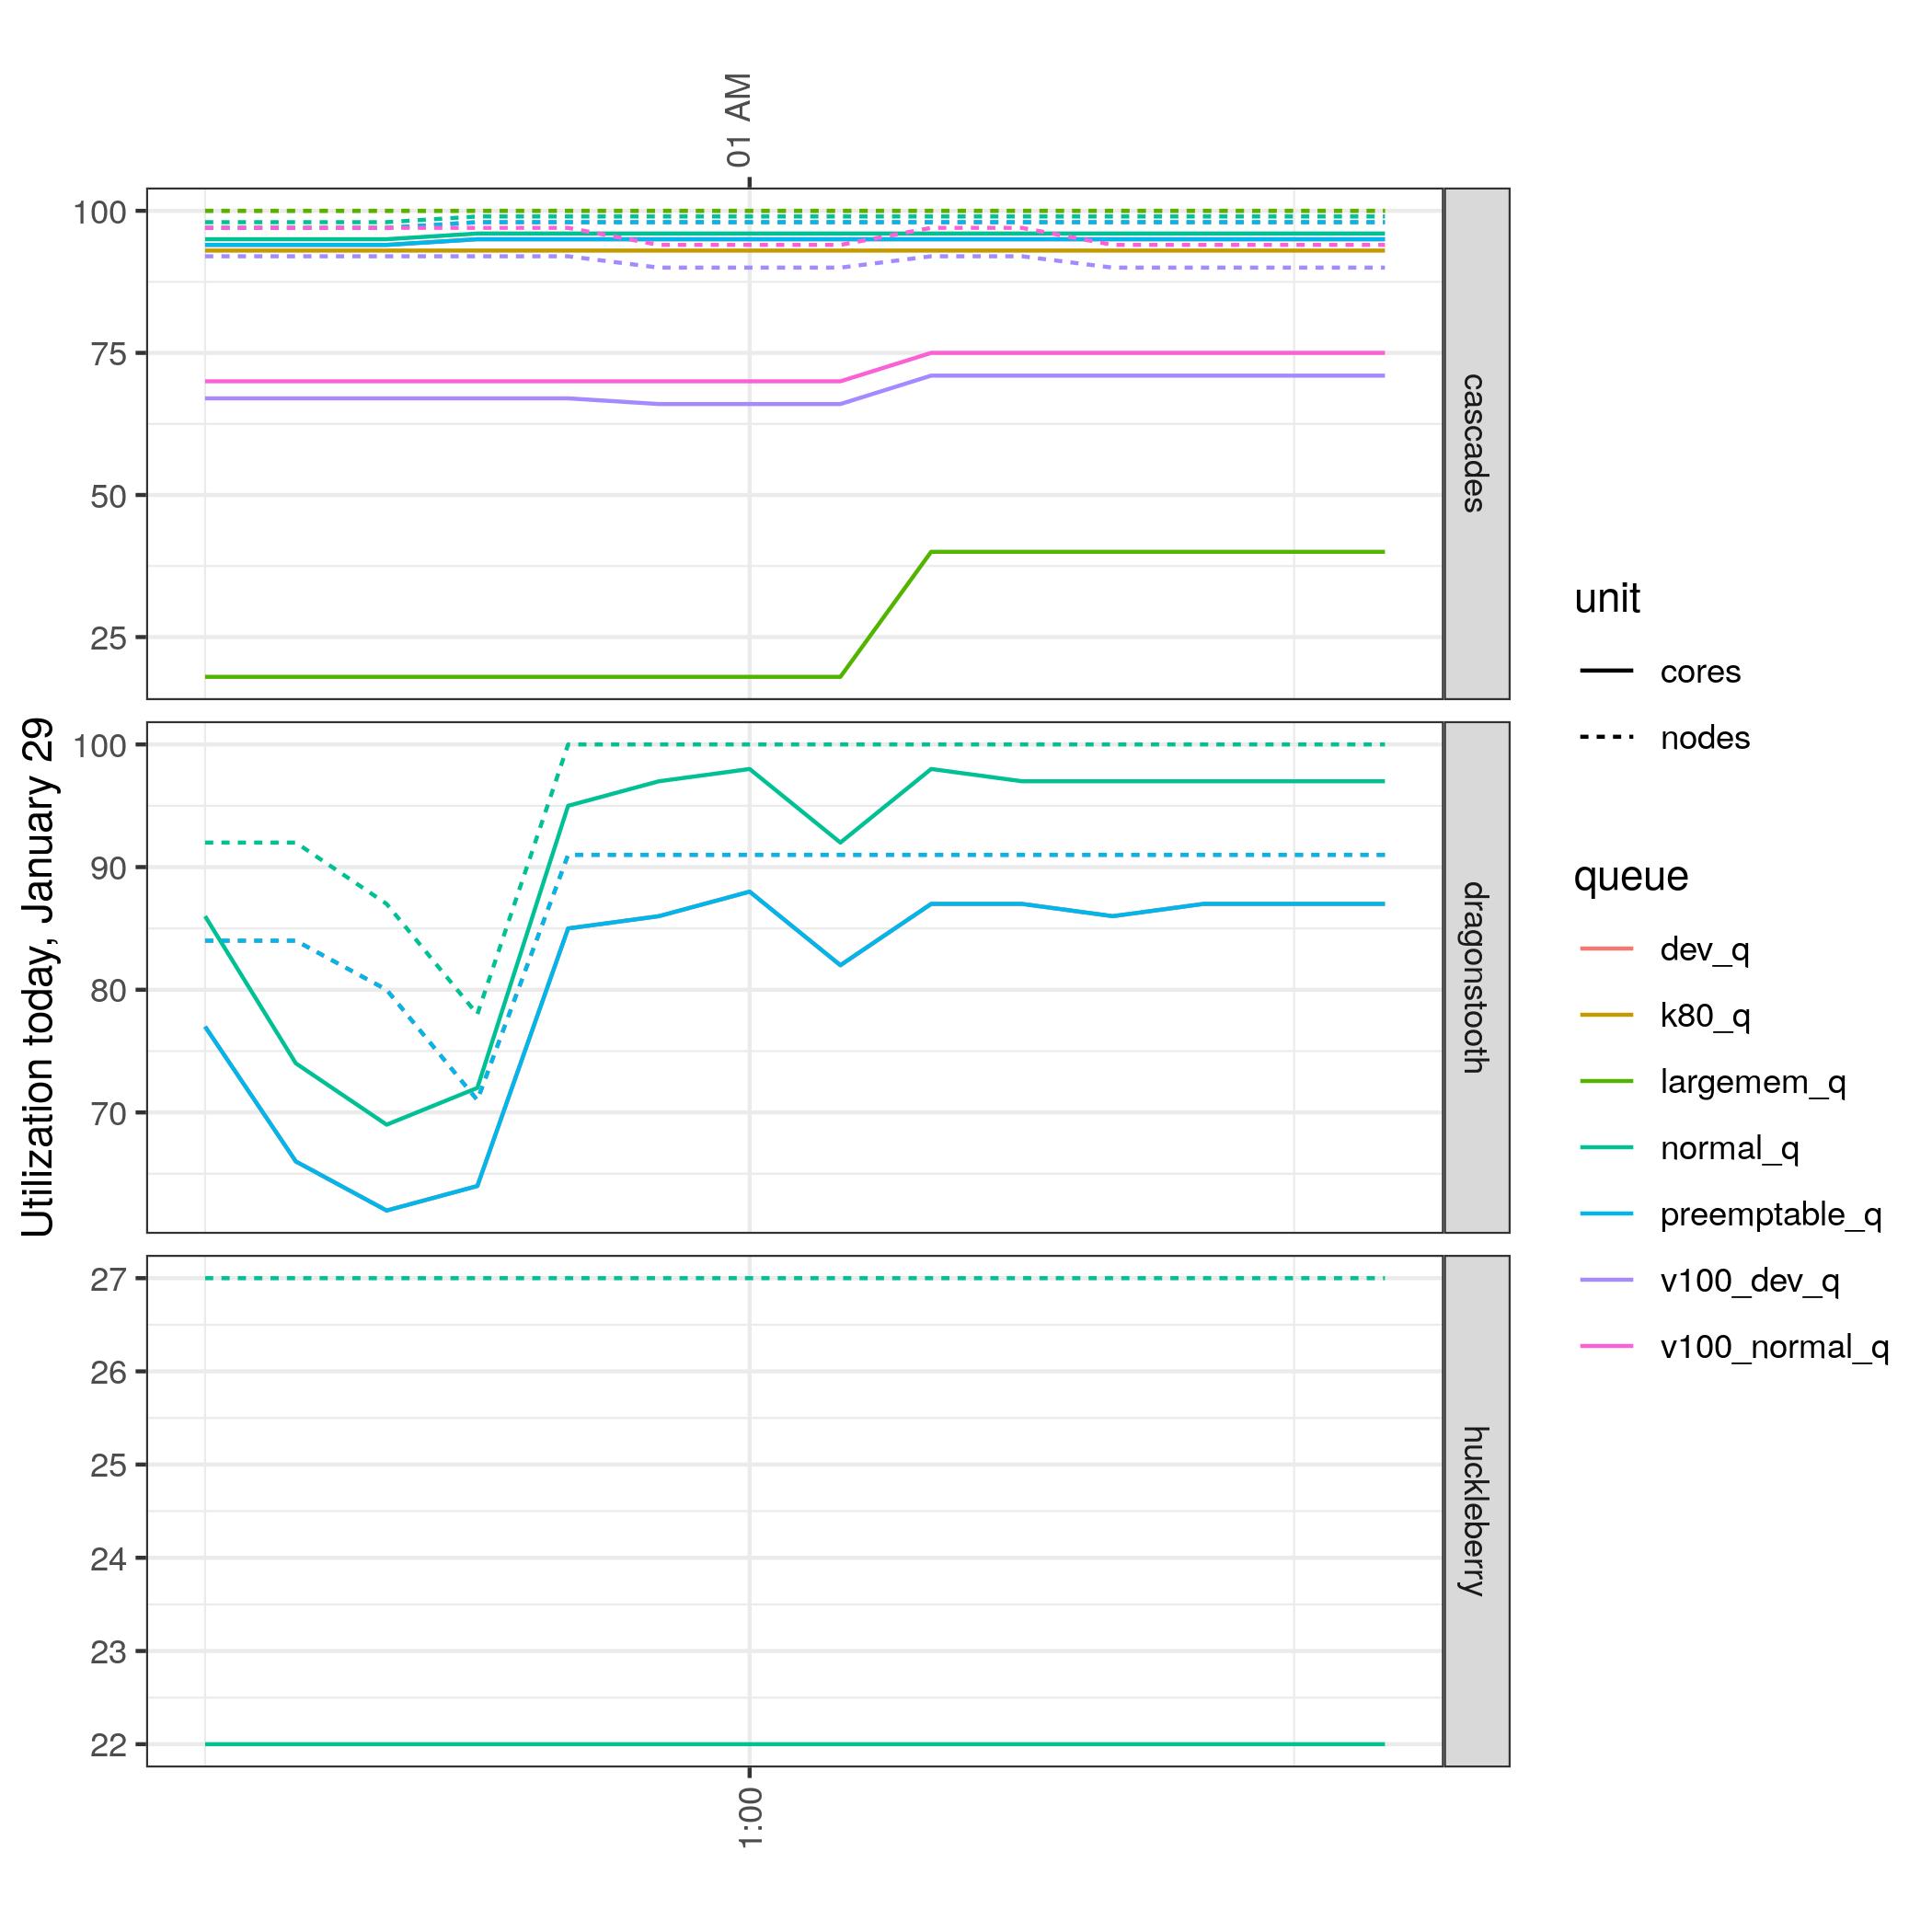 01 AM
100
75
50
25
cascades
100
90
80
70
dragonstooth
27
26
25
24
23
22
huckleberry
1:00
Utilization today, January 29
unit
cores
nodes
queue
dev_q
k80_q
largemem_q
normal_q
preemptable_q
v100_dev_q
v100_normal_q